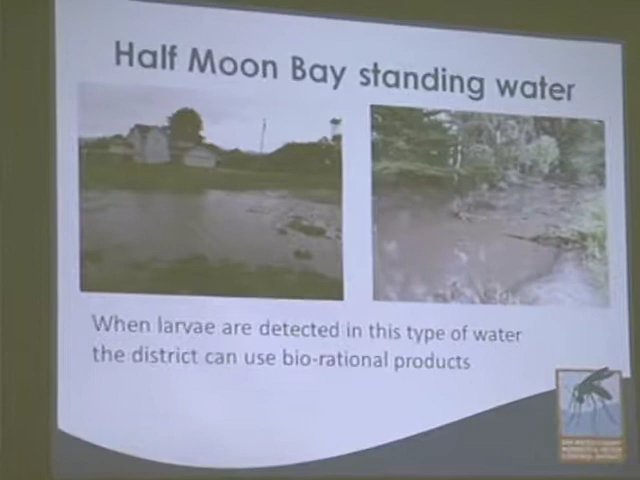 Half Moon Bay standing water
When larvae are detected in this type of water
the district can use bio-rational products